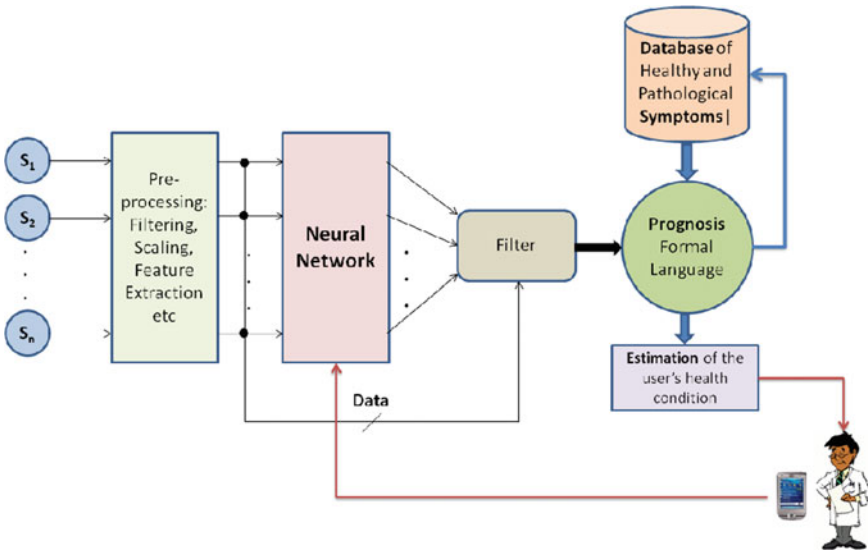 S1
S2
Sn
Pre-
processing:
Filtering,
Scaling,
Feature
Extraction
etc
Neural
Network
Data
Filter
Database of
Healthy and
Pathological
Symptoms|
Prognosis
Formal
Language
Estimation of the
user's health
condition